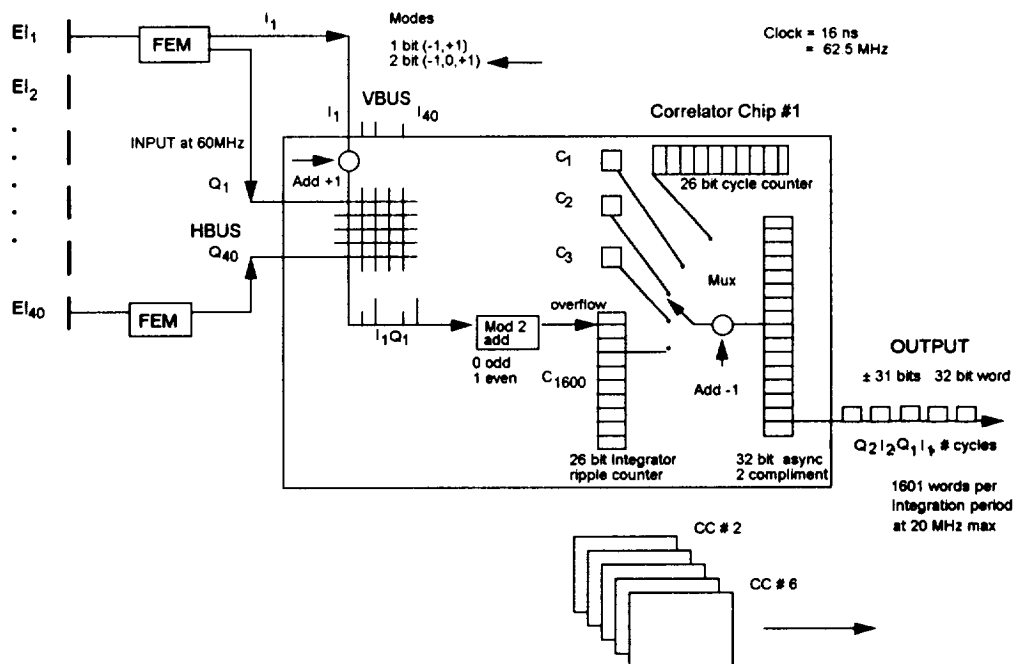 EI1
FEM
I1
Modes
1 bit (-1,+1)
2 bit (-1,0,+1)
Clock = 16 ns
= 62 5 MHz
EI2
INPUT at 60MHz
VBUS
I1
I40
Correlator Chip #1
Add +1
Q1
HBUS
Q40
C1
C2
C3
26 bit cycle counter
Mux
EI40
FEM
I1Q1
Mod 2
add
0 odd
1 even
overflow
C1600
Add -1
26 bit Integrator
ripple counter
32 bit async
2 compliment
OUTPUT
± 31 bits 32 bit word
Q2I2Q1I1, # cycles
1601 words per
Integration period
at 20 MHz max
CC # 2
CC # 6